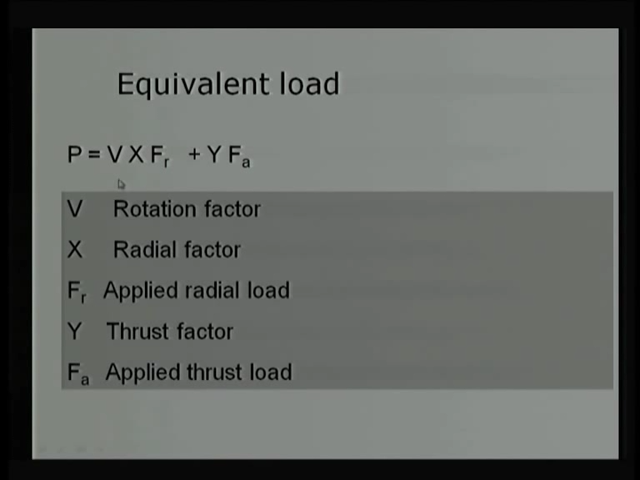 Equivalent load
P = V X Fr + Y Fa
V Rotation factor
X Radial factor
Fr Applied radial load
Y Thrust factor
Fa Applied thrust load